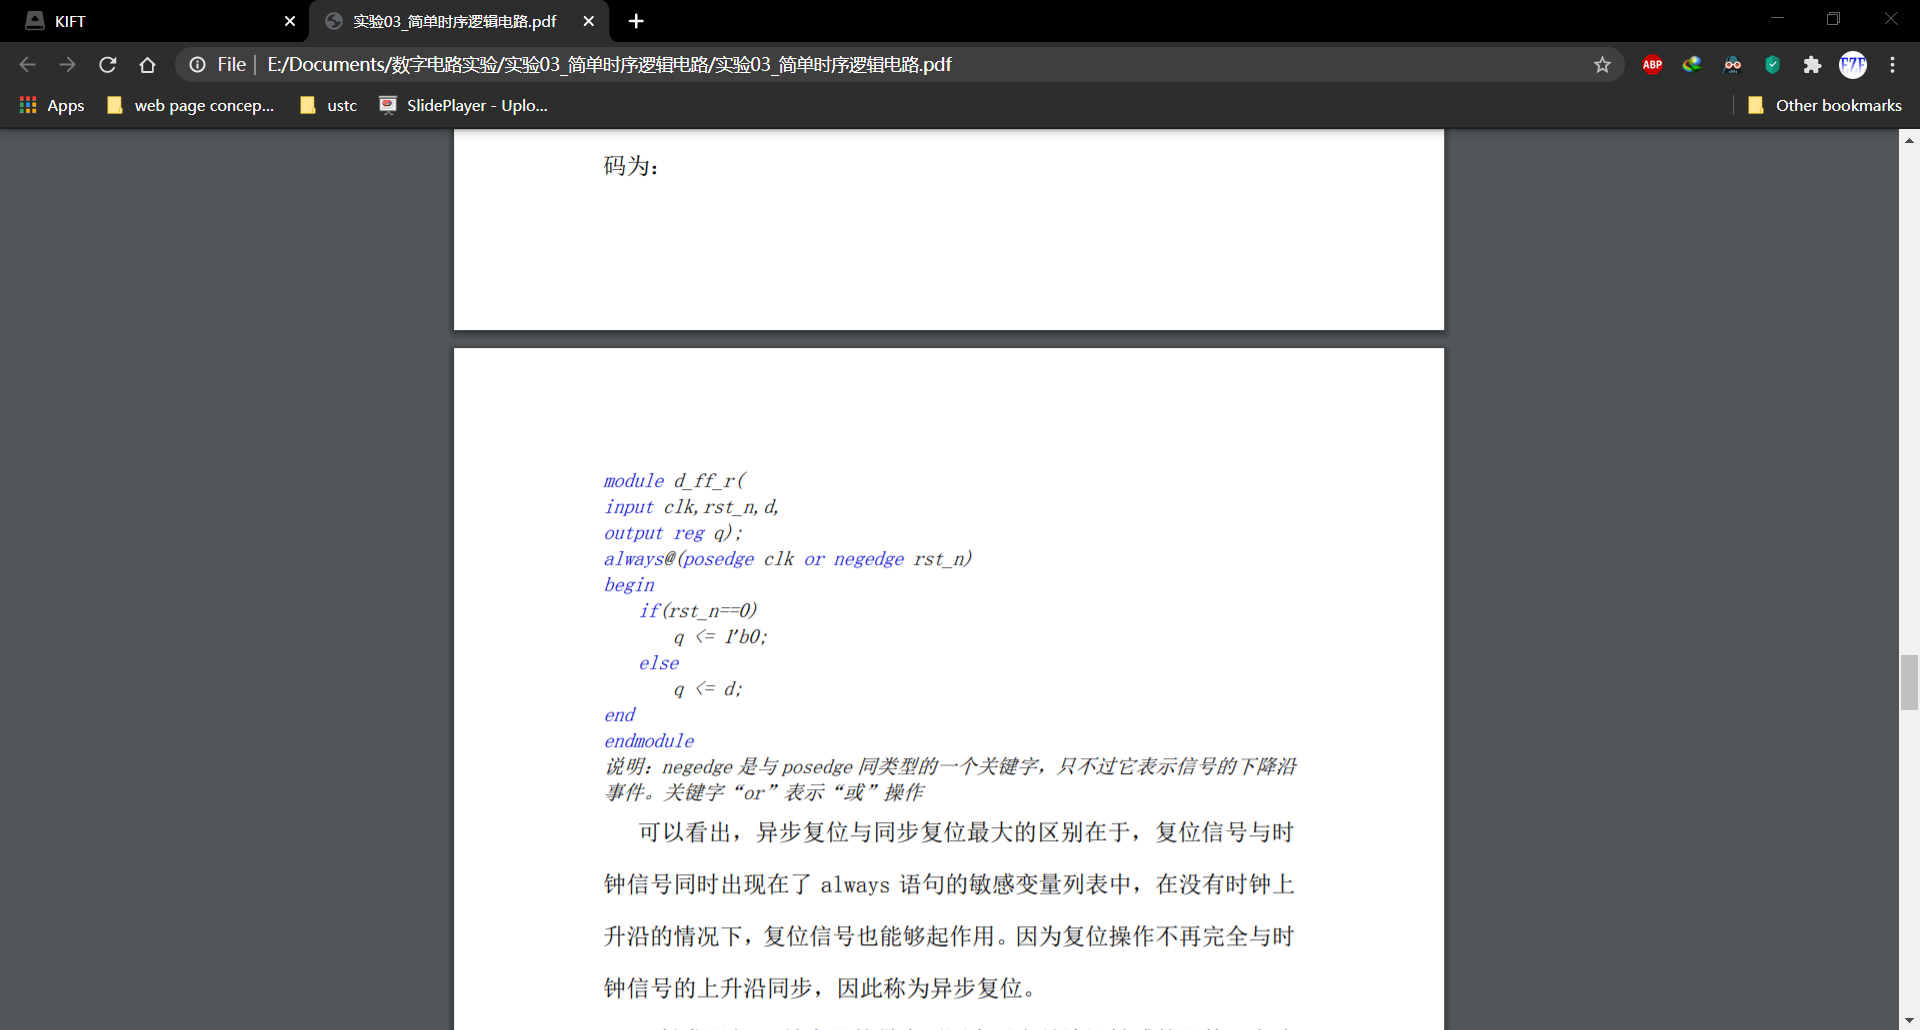 KIFT
实验03_简单时序逻辑电路.pdf
File | E:/Documents/数字电路实验/实验03_简单时序逻辑电路/实验03_简单时序逻辑电路.pdf
ABP
FZF
Apps
web page concep...
ustc
SlidePlayer - Uplo...
Other bookmarks
码为：
module d_ff_r(
input clk,rst_n,d,
output reg q);
always@(posedge clk or negedge rst_n)
begin
if(rst_n==0)
q <= 1’b0;
else
q <= d;
end
endmodule
说明：negedge 是与 posedge 同类型的一个关键字，只不过它表示信号的下降沿
事件。关键字“or”表示“或”操作
可以看出，异步复位与同步复位最大的区别在于，复位信号与时
钟信号同时出现在了 always 语句的敏感变量列表中，在没有时钟上
升沿的情况下，复位信号也能够起作用。因为复位操作不再完全与时
钟信号的上升沿同步，因此称为异步复位。